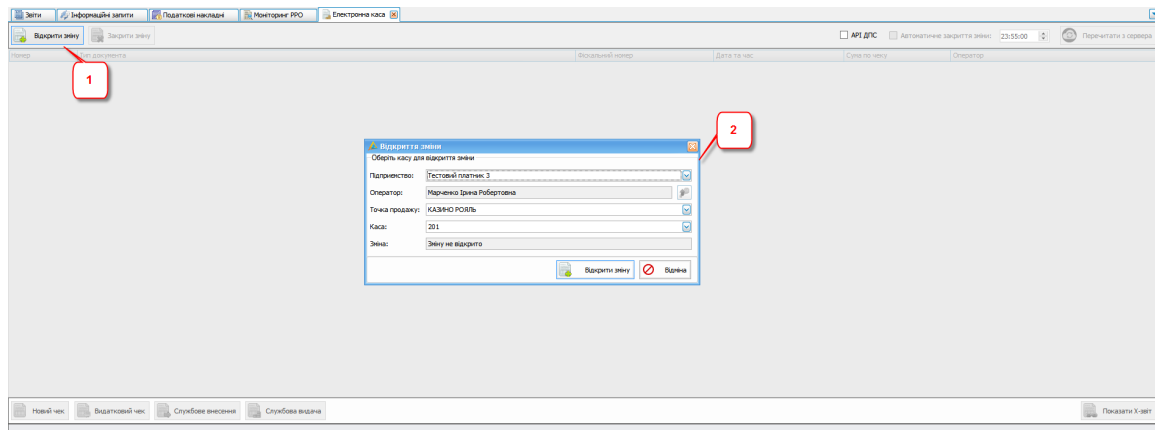 Звіти Інформаційні запити Податкові накладні Моніторинг РРО Електронна каса
Відкрити зміну Закрити зміну API ДПС Автоматичне закриття зміни: 23:55:00 Перечитати з сервера
Номер Тип документа Фіскальний номер Дата та час Сума по чеку Оператор
1
2
Відкриття зміни
Оберіть касу для відкриття зміни
Підприємство: Тестовий платник 3
Оператор: Марченко Ірина Робертовна
Точка продажу: КАЗИНО РОЯЛЬ
Каса: 201
Зміна: Зміну не відкрито
Відкрити зміну Відміна
Новий чек Видатковий чек Службове внесення Службова видача Показати X-звіт